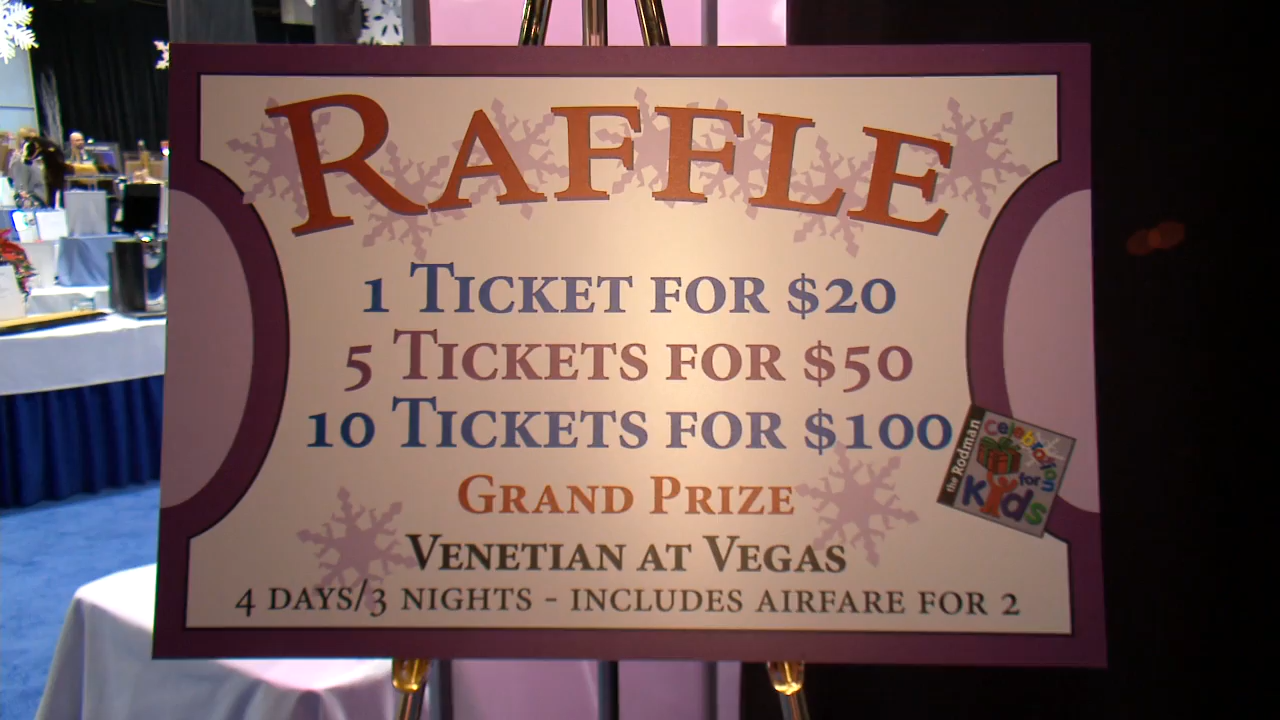 RAFFLE
1 TICKET FOR $20
5 TICKETS FOR $50
10 TICKETS FOR $100
GRAND PRIZE
VENETIAN AT VEGAS
4 DAYS/3 NIGHTS - INCLUDES AIRFARE FOR 2
the Rodman
Celebration
for
Kids